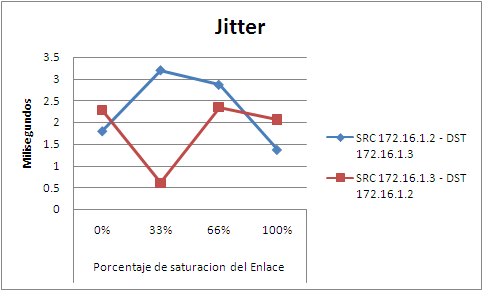 Jitter
Milisegundos
3.5
3
2.5
2
1.5
1
0.5
0
0%
33%
66%
100%
Porcentaje de saturacion del Enlace
SRC 172.16.1.2 - DST
172.16.1.3
SRC 172.16.1.3 - DST
172.16.1.2